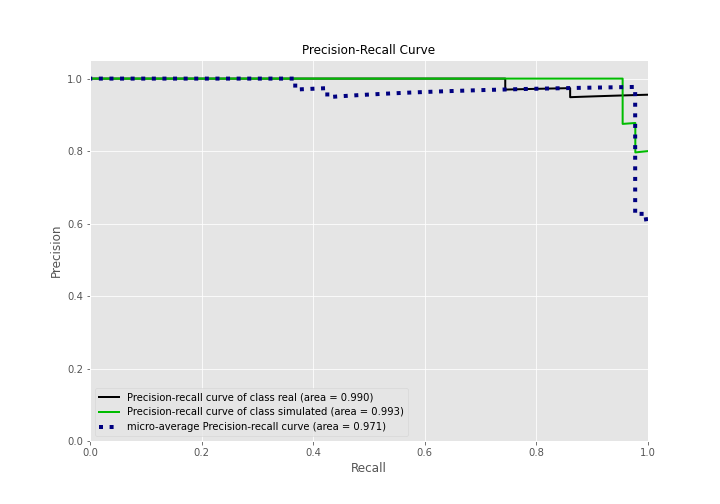 Precision-Recall Curve
1.0
0.8
0.6
0.4
0.2
0.0
Precision
Precision-recall curve of class real (area = 0.990)
Precision-recall curve of class simulated (area = 0.993)
micro-average Precision-recall curve (area = 0.971)
0.0 0.2 0.4 0.6 0.8 1.0
Recall